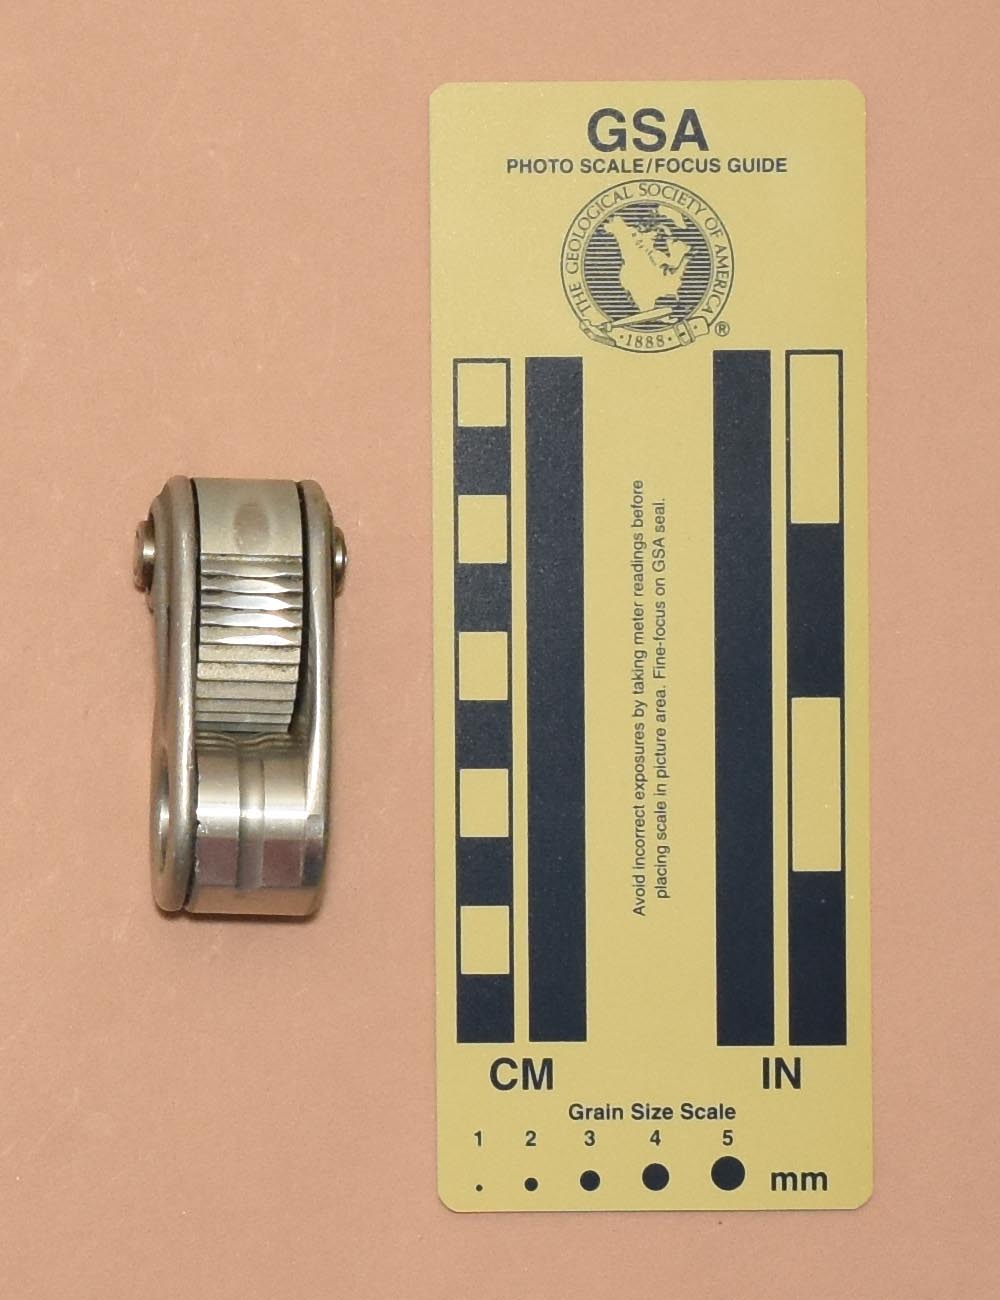 GSA
PHOTO SCALE/FOCUS GUIDE
THE GEOLOGICAL SOCIETY OF AMERICA
·1888· ®
Avoid incorrect exposures by taking meter readings before
placing scale in picture area. Fine-focus on GSA seal.
CM IN
Grain Size Scale
1 2 3 4 5
mm